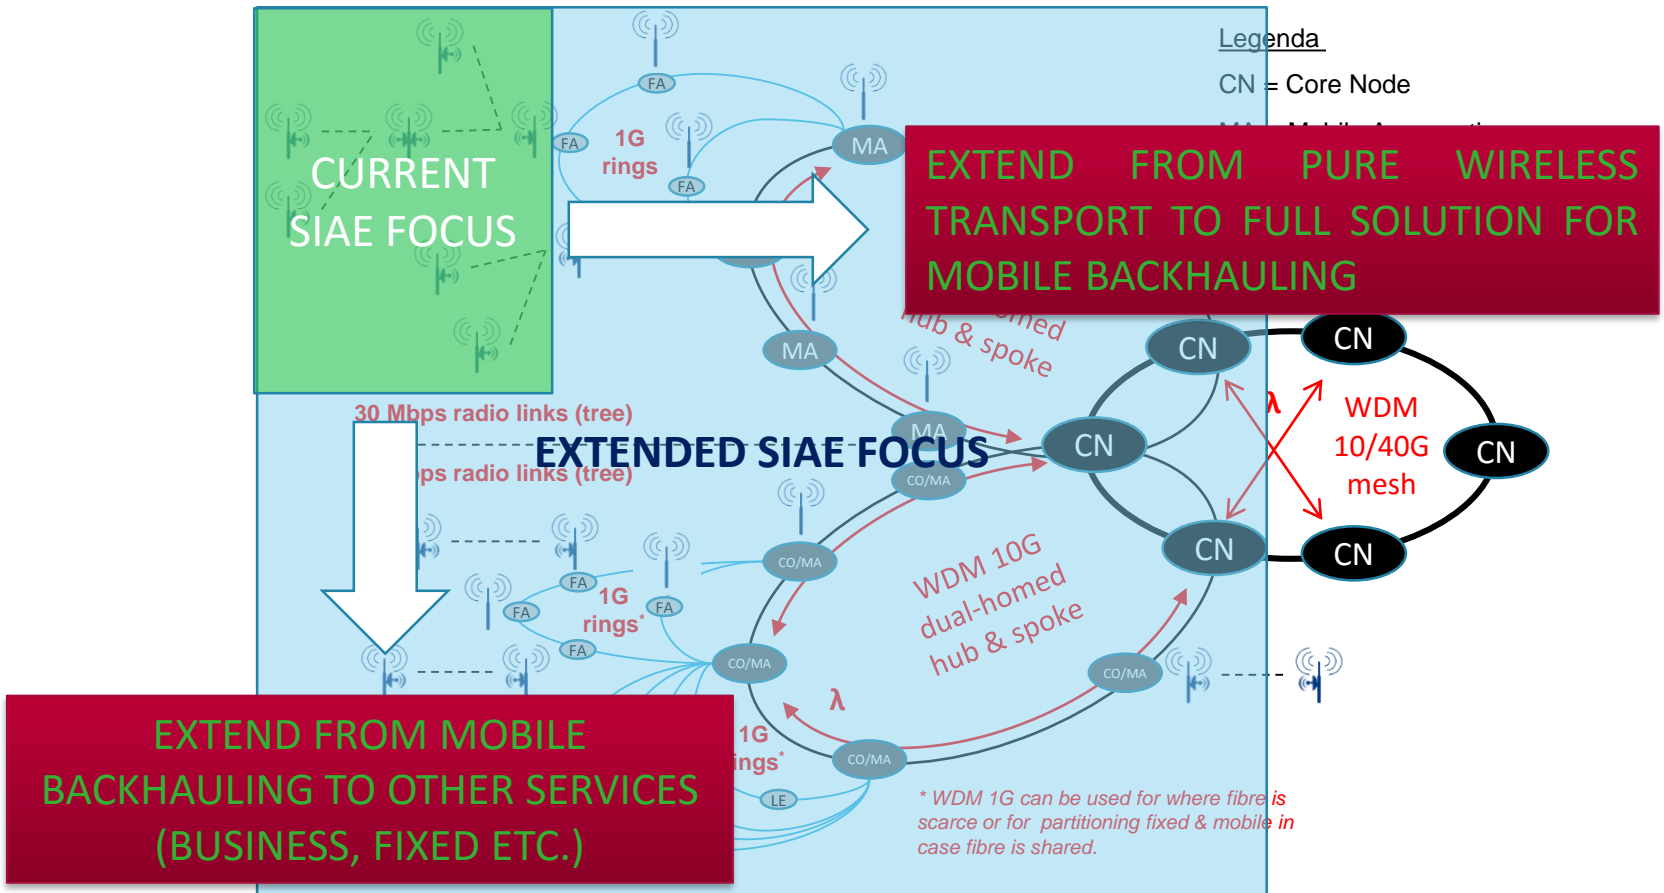 Legenda
CN = Core Node
FA
MA
FA
1G
rings
FA
CURRENT
SIAE FOCUS
EXTEND FROM PURE WIRELESS
TRANSPORT TO FULL SOLUTION FOR
MOBILE BACKHAULING
hub & spoke
MA
CN
CN
30 Mbps radio links (tree)
λ
WDM
10/40G
mesh
MA
CN
CN
EXTENDED SIAE FOCUS
radio links (tree)
CO/MA
CO/MA
CN
CN
WDM 10G
dual-homed
hub & spoke
FA
1G
rings*
FA
FA
FA
CO/MA
CO/MA
λ
1G
CO/MA
LE
EXTEND FROM MOBILE
BACKHAULING TO OTHER SERVICES
(BUSINESS, FIXED ETC.)
* WDM 1G can be used for where fibre is
scarce or for partitioning fixed & mobile in
case fibre is shared.